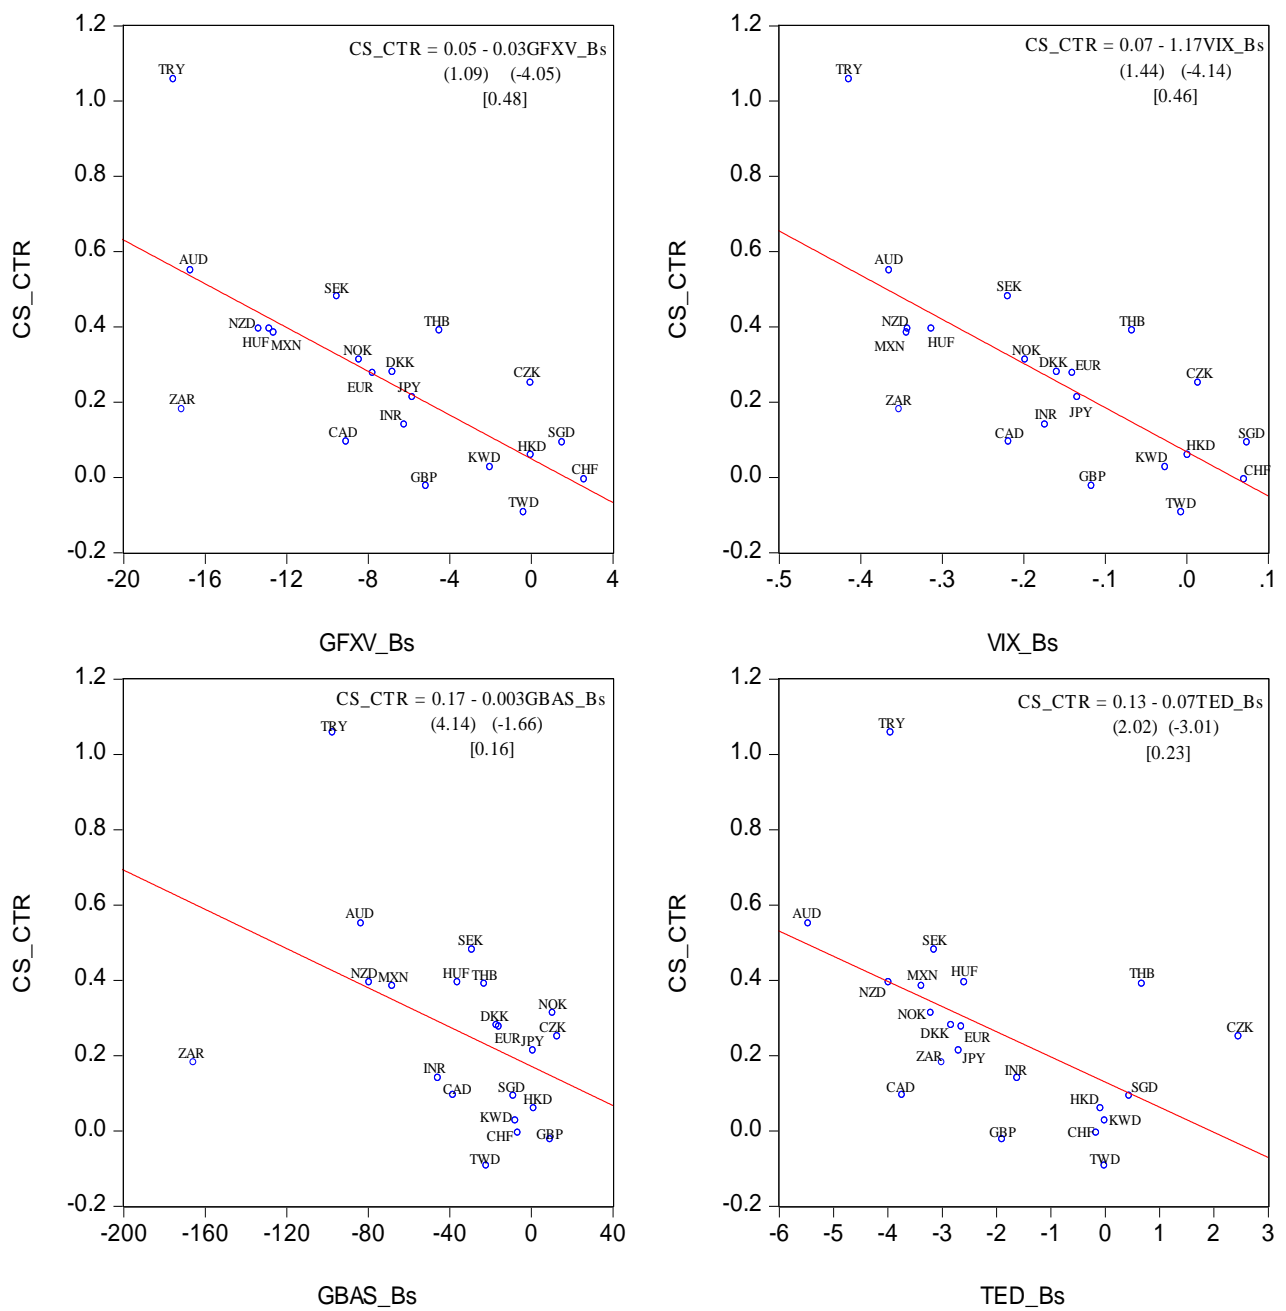 1.2
1.0
0.8
0.6
0.4
0.2
0.0
-0.2
CS_CTR
CS_CTR = 0.05 - 0.03GFXV_Bs
(1.09) (-4.05)
[0.48]
TRY
AUD
SEK
NZD
HUF
MXN
THB
NOK
DKK
EUR
JPY
CZK
ZAR
INR
CAD
HKD
SGD
KWD
GBP
CHF
TWD
-20 -16 -12 -8 -4 0 4
GFXV_Bs
1.2
1.0
0.8
0.6
0.4
0.2
0.0
-0.2
CS_CTR
CS_CTR = 0.07 - 1.17VIX_Bs
(1.44) (-4.14)
[0.46]
TRY
AUD
SEK
NZD
MXN
HUF
THB
NOK
DKK
EUR
CZK
ZAR
JPY
INR
CAD
HKD
SGD
KWD
GBP
CHF
TWD
-.5 -.4 -.3 -.2 -.1 .0 .1
VIX_Bs
1.2
1.0
0.8
0.6
0.4
0.2
0.0
-0.2
CS_CTR
CS_CTR = 0.17 - 0.003GBAS_Bs
(4.14) (-1.66)
[0.16]
TRY
AUD
SEK
NZD
MXN
HUF
THB
NOK
DKK
CZK
EUR
JPY
ZAR
INR
CAD
SGD
HKD
KWD
CHF
GBP
TWD
-200 -160 -120 -80 -40 0 40
GBAS_Bs
1.2
1.0
0.8
0.6
0.4
0.2
0.0
-0.2
CS_CTR
CS_CTR = 0.13 - 0.07TED_Bs
(2.02) (-3.01)
[0.23]
TRY
AUD
SEK
MXN
HUF
THB
NZD
NOK
DKK
EUR
CZK
ZAR
JPY
INR
CAD
SGD
HKD
KWD
GBP
CHF
TWD
-6 -5 -4 -3 -2 -1 0 1 2 3
TED_Bs